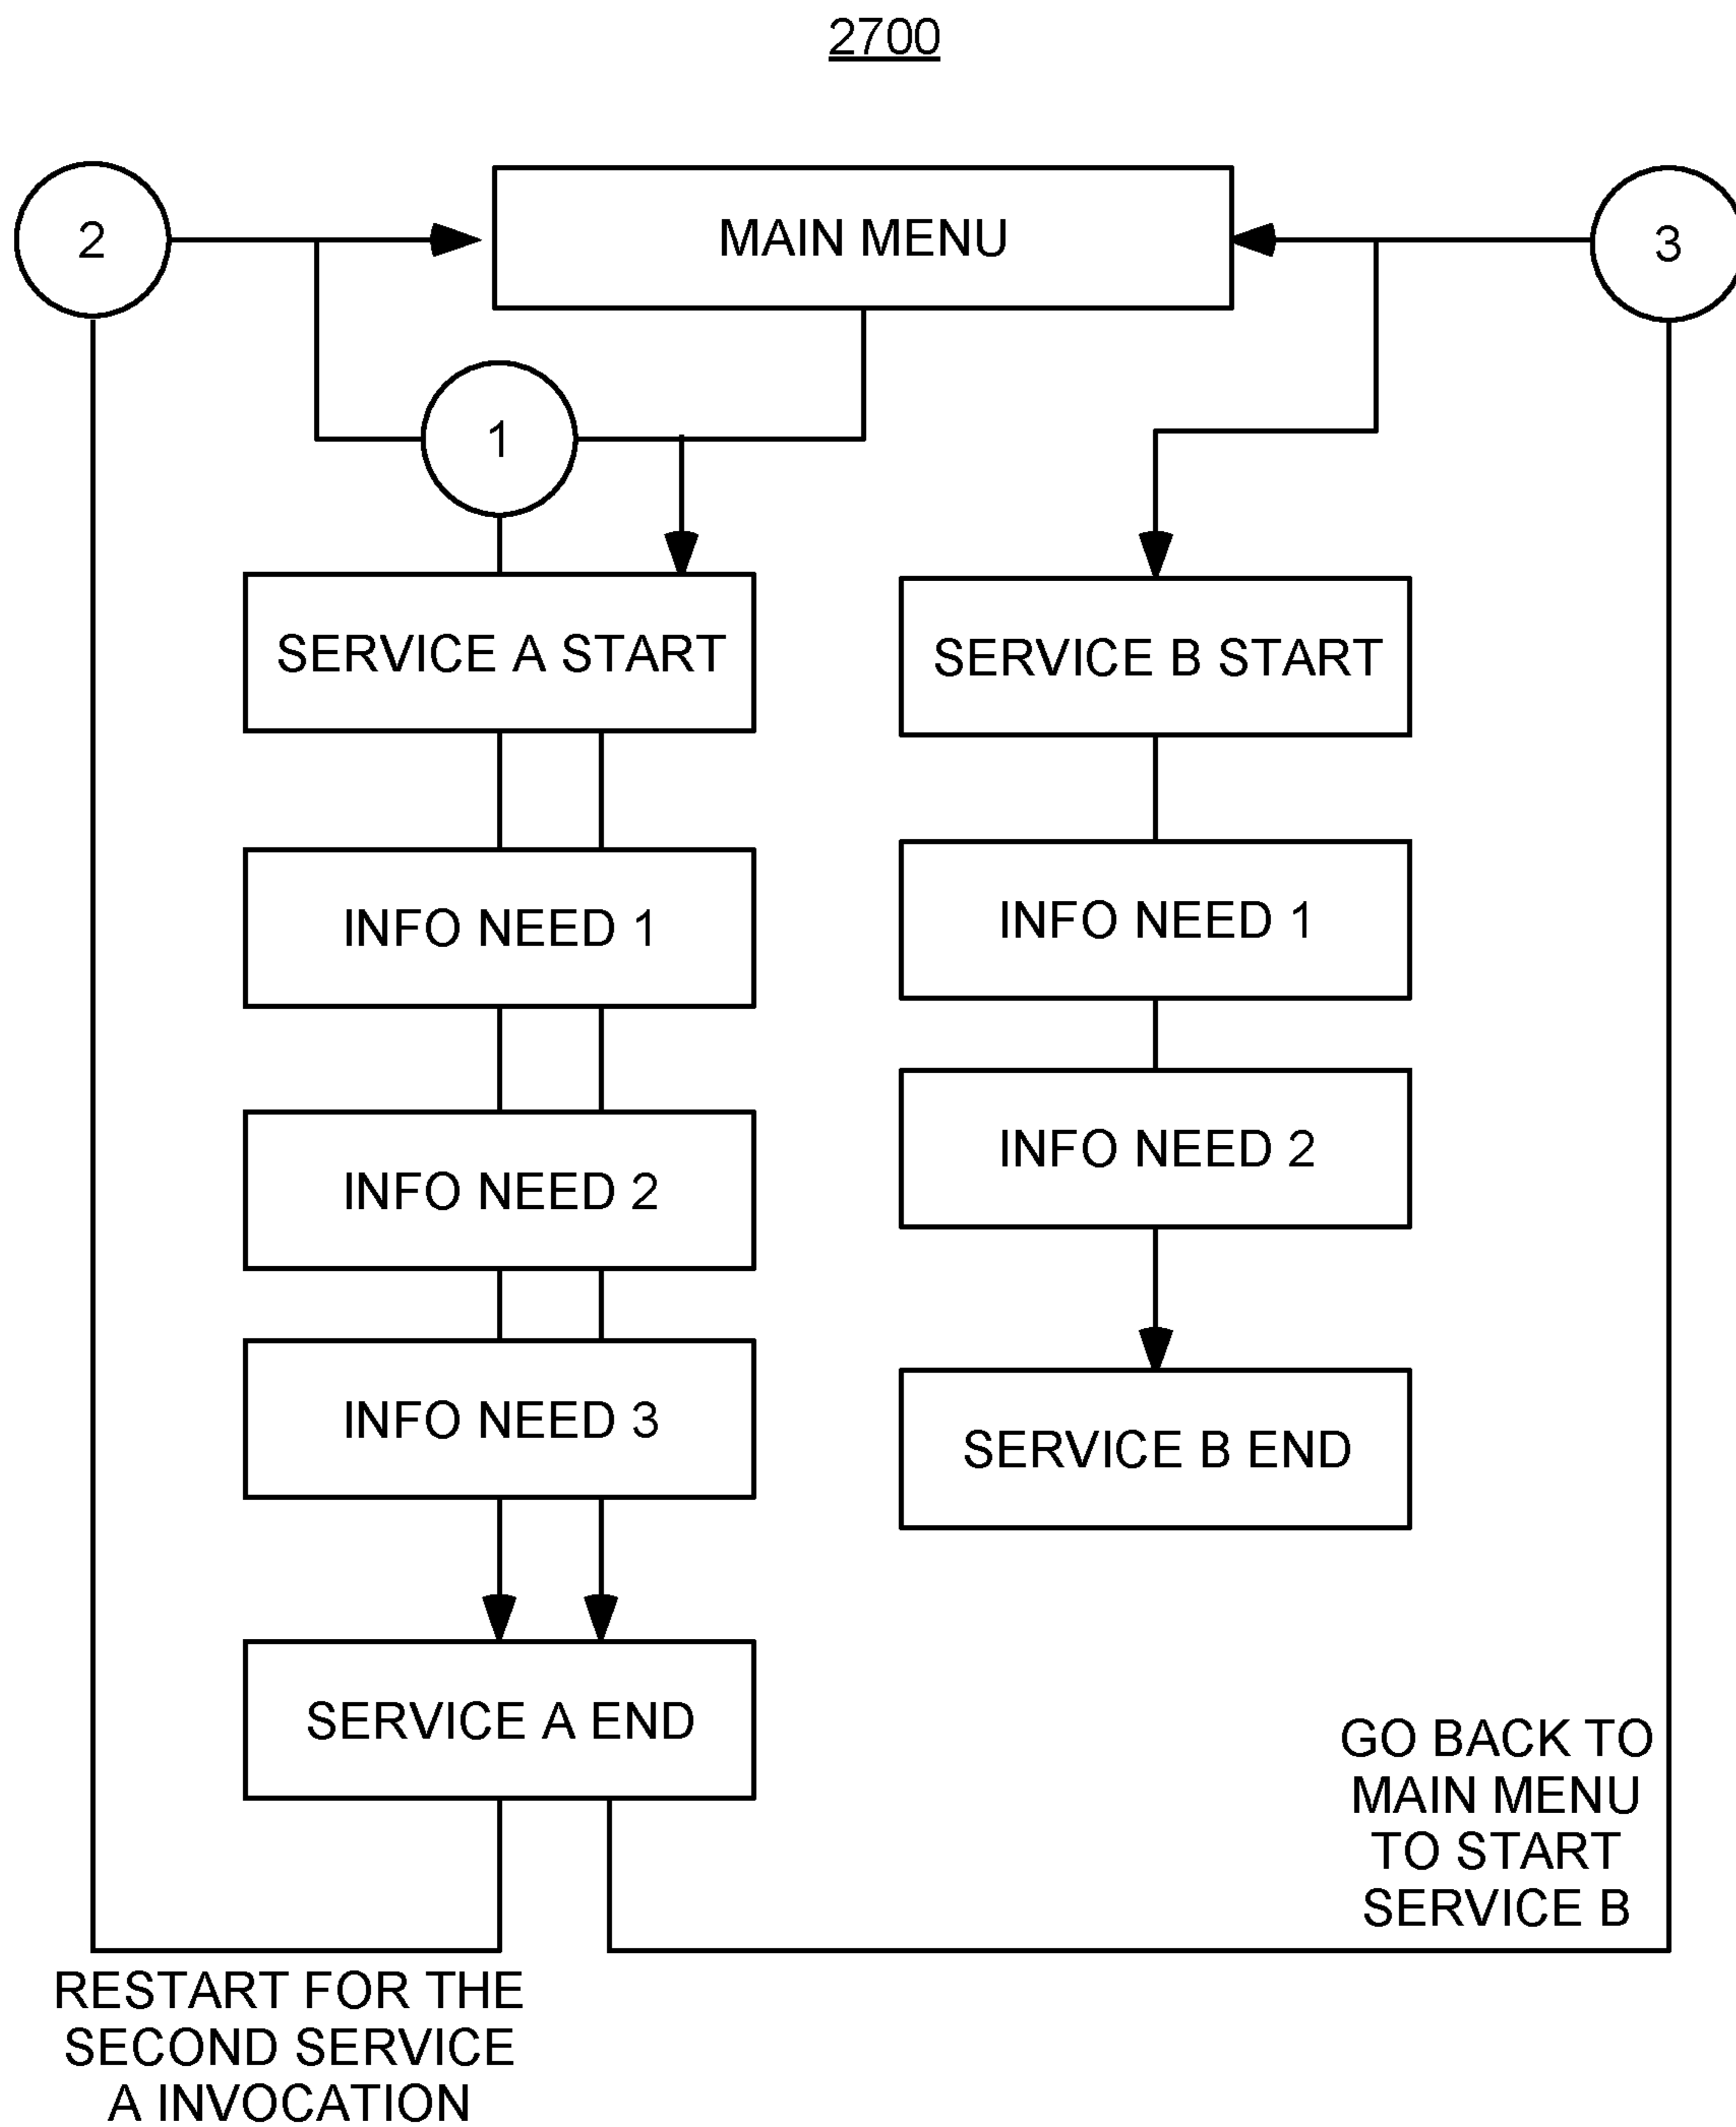 2700
2
MAIN MENU
3
1
SERVICE A START
SERVICE B START
INFO NEED 1
INFO NEED 1
INFO NEED 2
INFO NEED 2
INFO NEED 3
SERVICE B END
SERVICE A END
GO BACK TO
MAIN MENU
TO START
SERVICE B
RESTART FOR THE
SECOND SERVICE
A INVOCATION